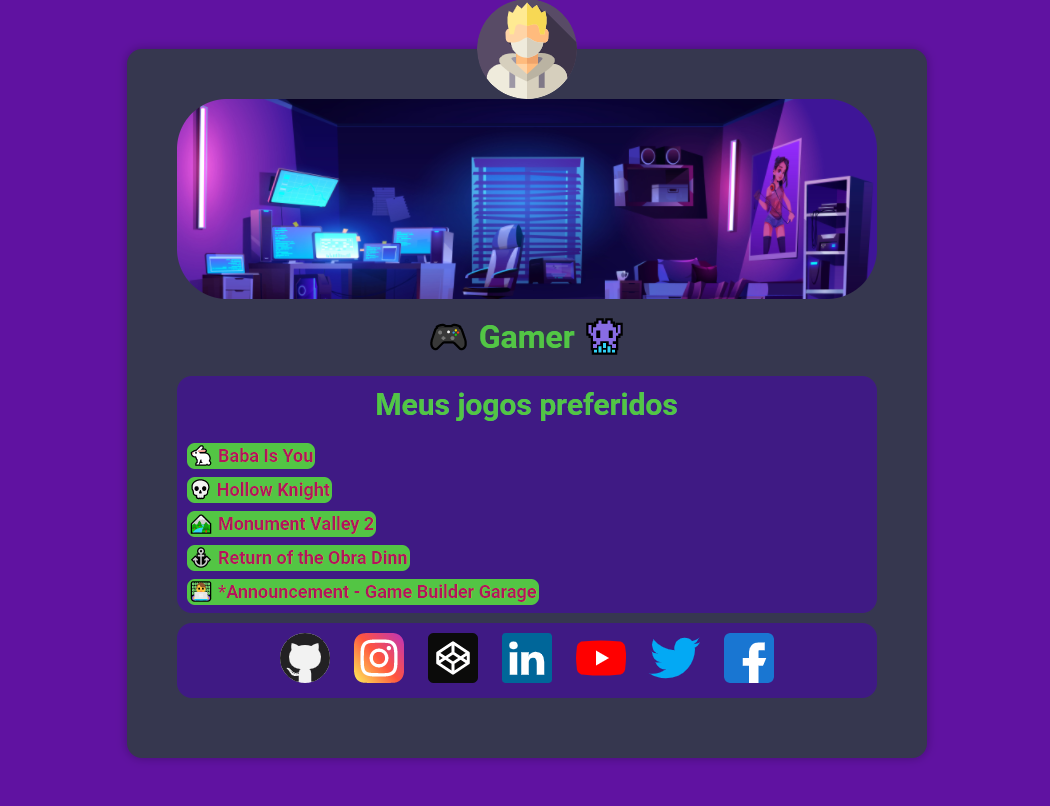 Gamer
Meus jogos preferidos
Baba Is You
Hollow Knight
Monument Valley 2
Return of the Obra Dinn
*Announcement - Game Builder Garage
in
f